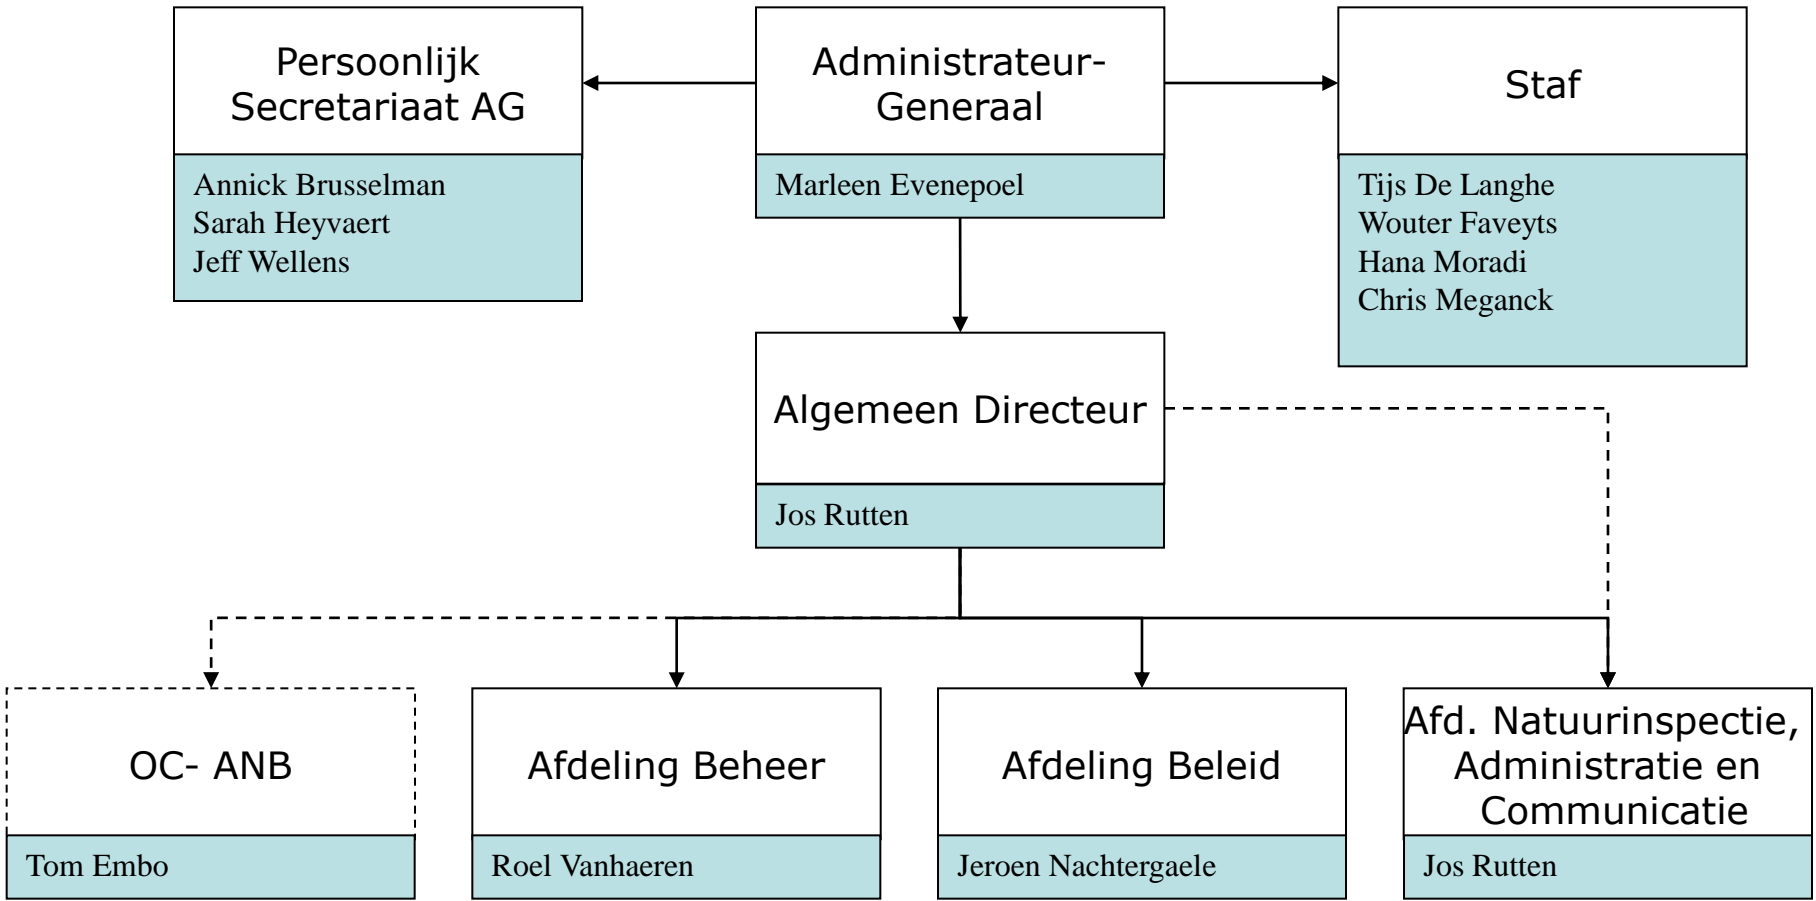 Persoonlijk
Secretariaat AG
Annick Brusselman
Sarah Heyvaert
Jeff Wellens
Administrateur-
Generaal
Marleen Evenepoel
Staf
Tijs De Langhe
Wouter Faveyts
Hana Moradi
Chris Meganck
Algemeen Directeur
Jos Rutten
OC- ANB
Tom Embo
Afdeling Beheer
Roel Vanhaeren
Afdeling Beleid
Jeroen Nachtergaele
Afd. Natuurinspectie,
Administratie en
Communicatie
Jos Rutten